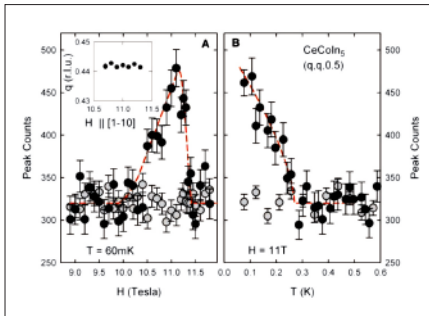 A
B
CeCoIn5
(q,q,0.5)
q (r.l.u.)
0.45
0.44
0.43
10.5 11.0 11.5
H || [1-10]
Peak Counts
500
450
400
350
300
250
T = 60mK
9.0 9.5 10.0 10.5 11.0 11.5
H (Tesla)
H = 11T
0.0 0.1 0.2 0.3 0.4 0.5 0.6
T (K)
500
450
400
350
300
250
Peak Counts